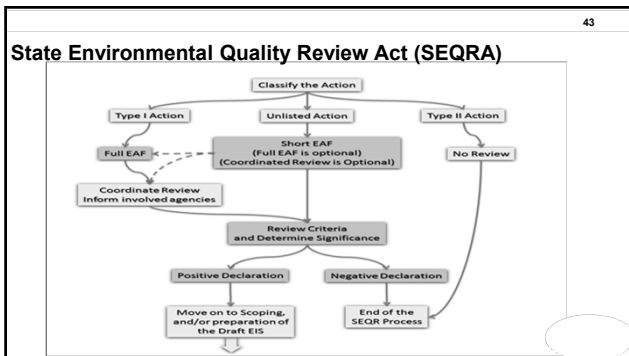 43
State Environmental Quality Review Act (SEQRA)
Classify the Action
Type I Action
Unlisted Action
Type II Action
Full EAF
Short EAF
(Full EAF is optional)
(Coordinated Review is Optional)
No Review
Coordinate Review
Inform involved agencies
Review Criteria
and Determine Significance
Positive Declaration
Negative Declaration
Move on to Scoping,
and/or preparation of
the Draft EIS
End of the
SEQR Process